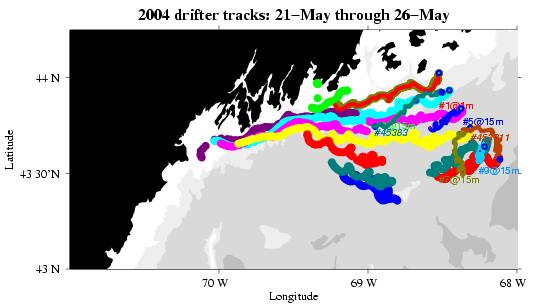 2004 drifter tracks: 21-May through 26-May
44 N
#1@1m
#5@15m
#45383
43 30'N
#9@15m
@15m
43 N
70 W
69 W
68 W
Latitude
Longitude